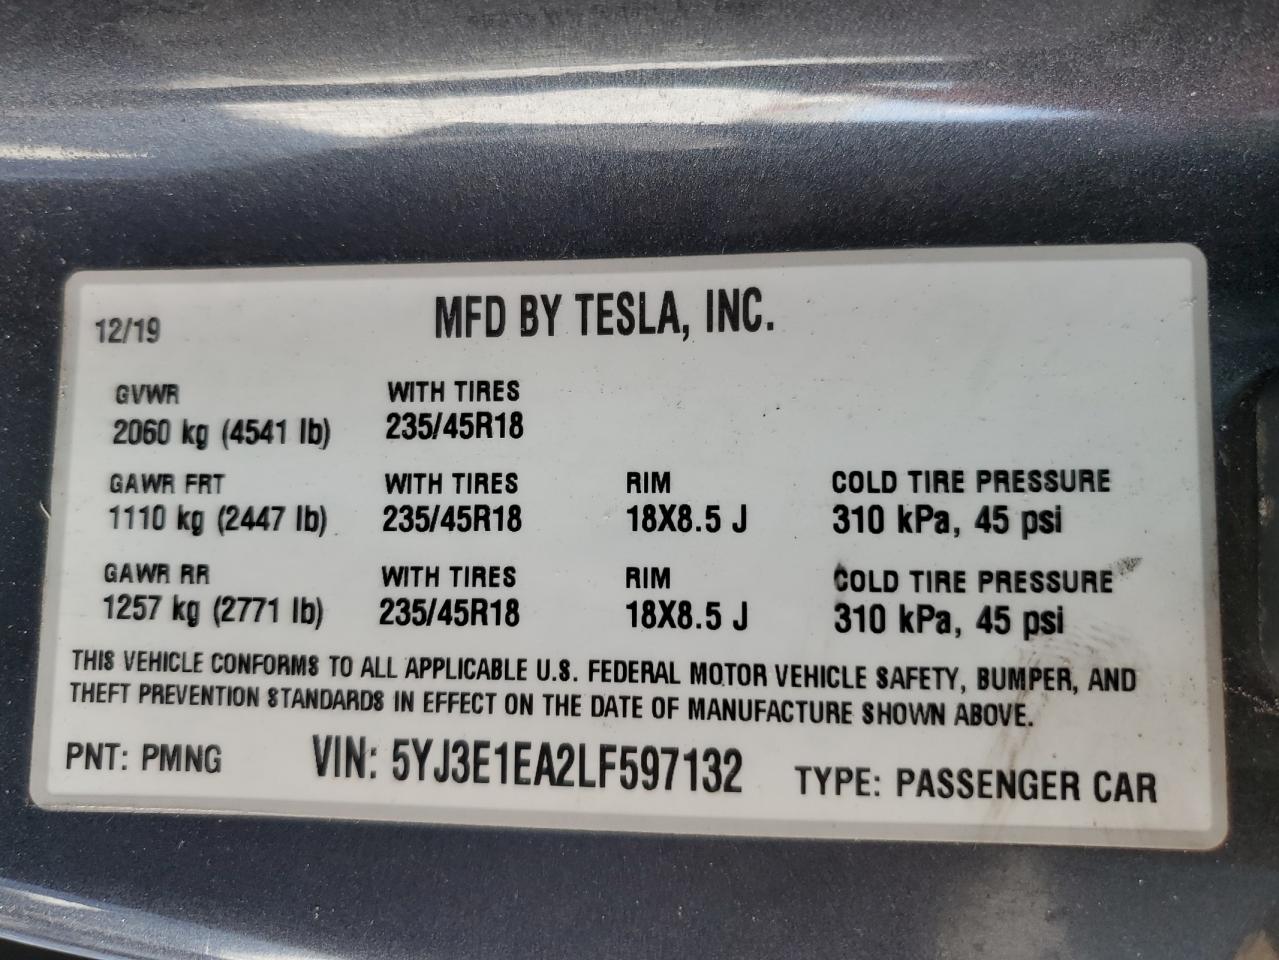 12/19 MFD BY TESLA, INC.
GVWR WITH TIRES
2060 kg (4541 lb) 235/45R18
GAWR FRT WITH TIRES RIM COLD TIRE PRESSURE
1110 kg (2447 lb) 235/45R18 18X8.5 J 310 kPa, 45 psi
GAWR RR WITH TIRES RIM COLD TIRE PRESSURE
1257 kg (2771 lb) 235/45R18 18X8.5 J 310 kPa, 45 psi
THIS VEHICLE CONFORMS TO ALL APPLICABLE U.S. FEDERAL MOTOR VEHICLE SAFETY, BUMPER, AND
THEFT PREVENTION STANDARDS IN EFFECT ON THE DATE OF MANUFACTURE SHOWN ABOVE.
PNT: PMNG VIN: 5YJ3E1EA2LF597132 TYPE: PASSENGER CAR